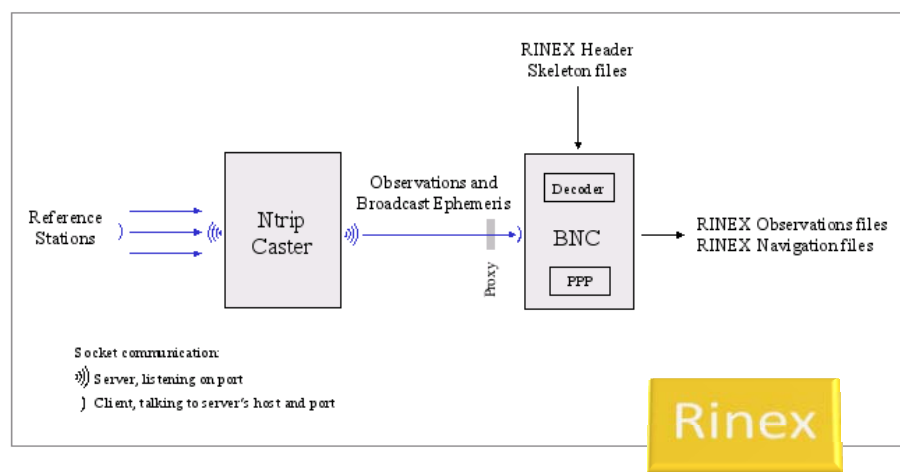 RINEX Header
Skeleton files
Observations and
Broadcast Ephemeris
Reference
Stations
Ntrip
Caster
Proxy
Decoder
BNC
PPP
RINEX Observations files
RINEX Navigation files
Socket communication:
Server, listening on port
Client, talking to server's host and port
Rinex